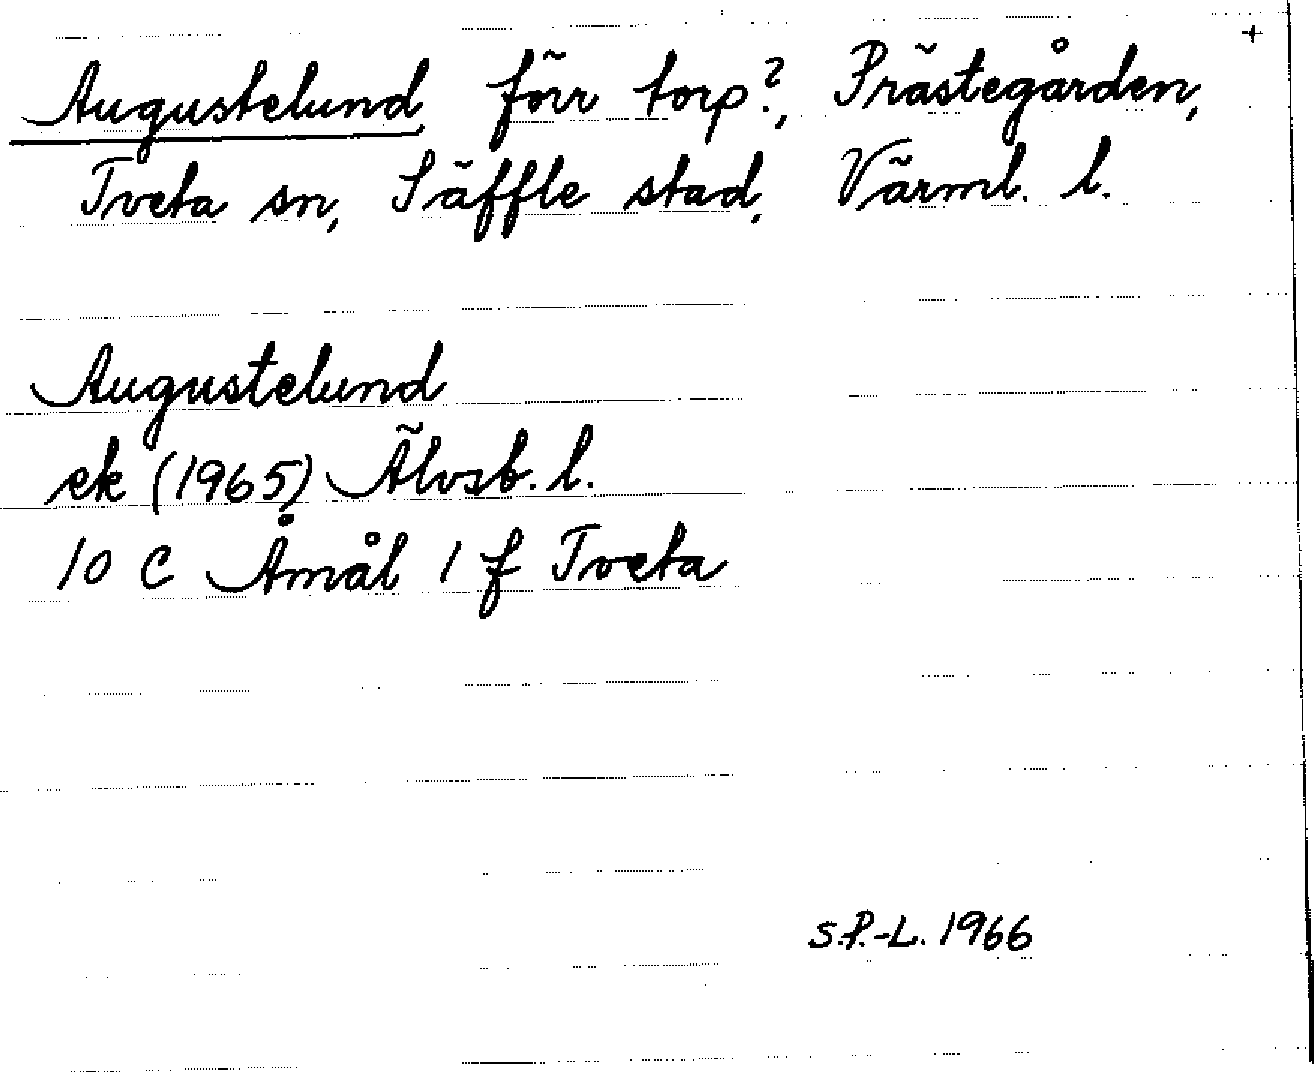 +
Augustelund, förr torp?, Prästegården,
Tveta sn, Säffle stad, Värml. l.
Augustelund
ek (1965) Älvsb. l.
10 C Åmål 1 f Tveta
S.P.-L. 1966